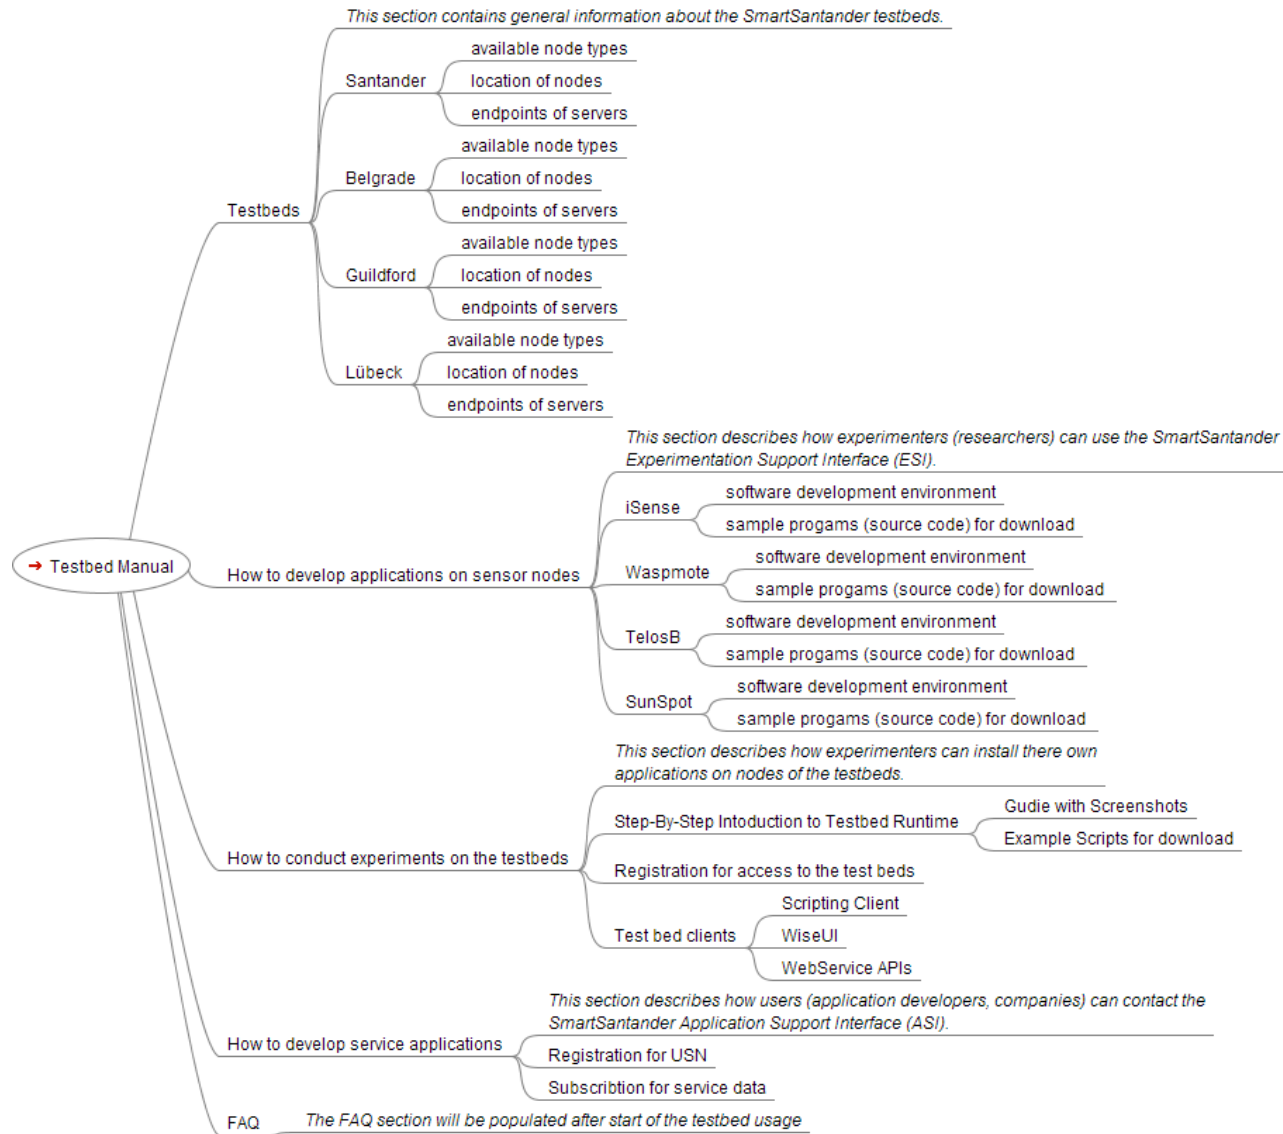 This section contains general information about the SmartSantander testbeds.
available node types
Santander
location of nodes
endpoints of servers
available node types
Belgrade
location of nodes
endpoints of servers
Testbeds
available node types
Guildford
location of nodes
endpoints of servers
available node types
Lübeck
location of nodes
endpoints of servers
This section describes how experimenters (researchers) can use the SmartSantander
Experimentation Support Interface (ESI).
software development environment
iSense
sample progams (source code) for download
software development environment
Waspmote
sample progams (source code) for download
Testbed Manual
How to develop applications on sensor nodes
software development environment
TelosB
sample progams (source code) for download
software development environment
SunSpot
sample progams (source code) for download
This section describes how experimenters can install there own
applications on nodes of the testbeds.
Gudie with Screenshots
Step-By-Step Intoduction to Testbed Runtime
Example Scripts for download
How to conduct experiments on the testbeds
Registration for access to the test beds
Scripting Client
Test bed clients
WiseUI
WebService APIs
This section describes how users (application developers, companies) can contact the
SmartSantander Application Support Interface (ASI).
How to develop service applications
Registration for USN
Subscribtion for service data
FAQ
The FAQ section will be populated after start of the testbed usage